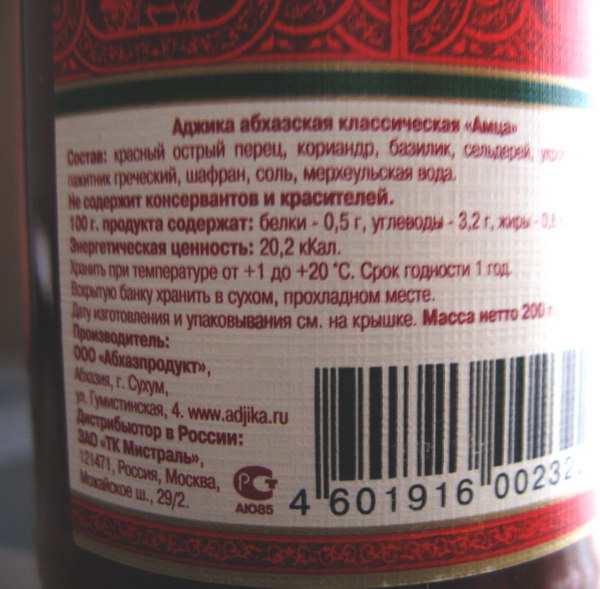 Аджика абхазская классическая «Амца»
Состав: красный острый перец, кориандр, базилик, сельдерей,
пажитник греческий, шафран, соль, мерхеульская вода.
Не содержит консервантов и красителей.
100 г. продукта содержат: белки - 0,5 г, углеводы - 3,2 г, жиры -
Энергетическая ценность: 20,2 кКал.
Хранить при температуре от +1 до +20 °С. Срок годности 1 год.
Вскрытую банку хранить в сухом, прохладном месте.
Дату изготовления и упаковывания см. на крышке. Масса нетто 200 г.
Производитель:
ООО «Абхазпродукт»,
Абхазия, г. Сухум,
ул. Гумистинская, 4. www.adjika.ru
Дистрибьютор в России:
ЗАО «ТК Мистраль»,
121471, Россия, Москва,
Можайское ш., 29/2.
РСТ
АЮ85
4 601916 00232